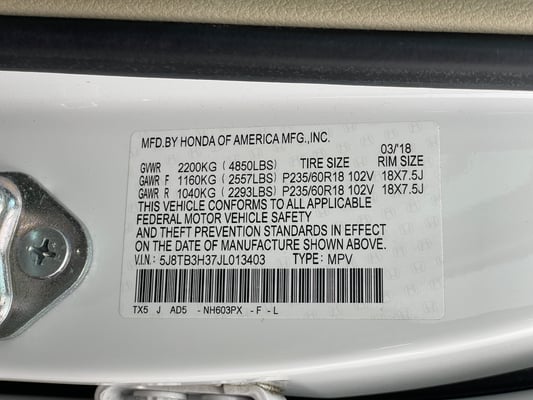 MFD.BY HONDA OF AMERICA MFG.,INC. 03/'18
GVWR 2200KG ( 4850LBS) TIRE SIZE RIM SIZE
GAWR F 1160KG ( 2557LBS) P235/60R18 102V 18X7.5J
GAWR R 1040KG ( 2293LBS) P235/60R18 102V 18X7.5J
THIS VEHICLE CONFORMS TO ALL APPLICABLE
FEDERAL MOTOR VEHICLE SAFETY
AND THEFT PREVENTION STANDARDS IN EFFECT
ON THE DATE OF MANUFACTURE SHOWN ABOVE.
V.I.N.: 5J8TB3H37JL013403 TYPE: MPV
TX5 J AD5 -NH603PX -F -L